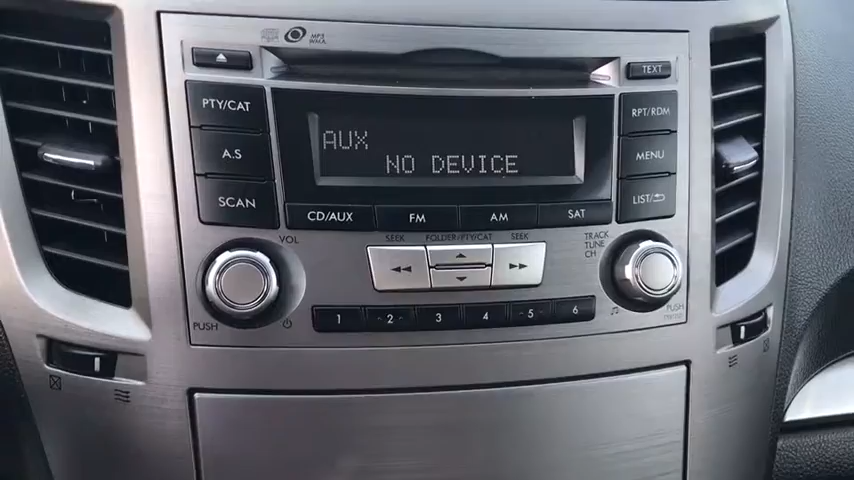 MP3
WMA
TEXT
PTY/CAT
A.S
SCAN
AUX
NO DEVICE
RPT/RDM
MENU
LIST/
CD/AUX FM AM SAT
VOL
SEEK FOLDER/PTY/CAT SEEK
TRACK
TUNE
CH
1 2 3 4 5 6
PUSH
PUSH